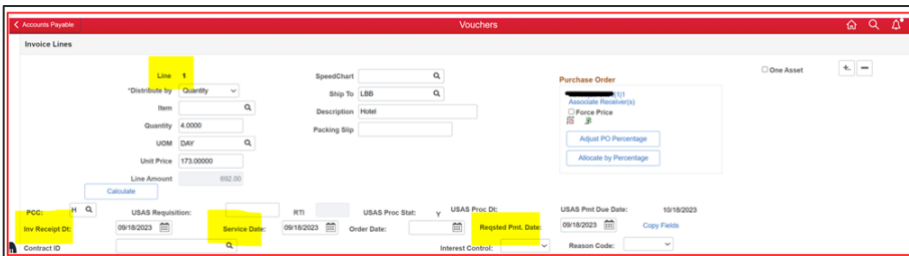 Accounts Payable Vouchers
Invoice Lines
Line 1 SpeedChart One Asset
Purchase Order
*Distribute by Quantity Ship To LBB
Associate Receiver(s)
Item Description Hotel Force Price
Quantity 4.0000 Packing Slip
UOM DAY Adjust PO Percentage
Unit Price 173.00000 Allocate by Percentage
Line Amount 692.00
Calculate
PCC: H USAS Requisition: RTI USAS Proc Stat: Y USAS Proc Dt: USAS Pmt Due Date: 10/18/2023
Inv Receipt Dt: 09/18/2023 Service Date: 09/18/2023 Order Date: Reqsted Pmt. Date: 09/18/2023 Copy Fields
Contract ID Interest Control: Reason Code: